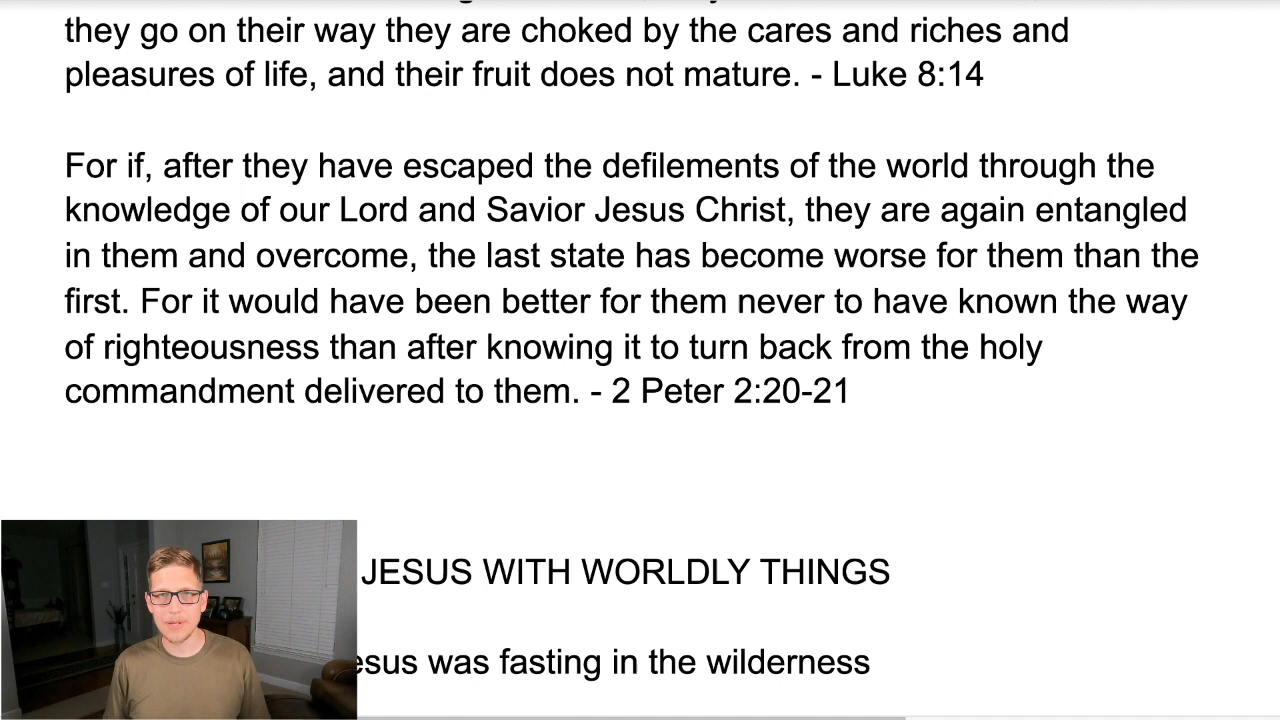 they go on their way they are choked by the cares and riches and
pleasures of life, and their fruit does not mature. - Luke 8:14
For if, after they have escaped the defilements of the world through the
knowledge of our Lord and Savior Jesus Christ, they are again entangled
in them and overcome, the last state has become worse for them than the
first. For it would have been better for them never to have known the way
of righteousness than after knowing it to turn back from the holy
commandment delivered to them. - 2 Peter 2:20-21
JESUS WITH WORLDLY THINGS
was fasting in the wilderness